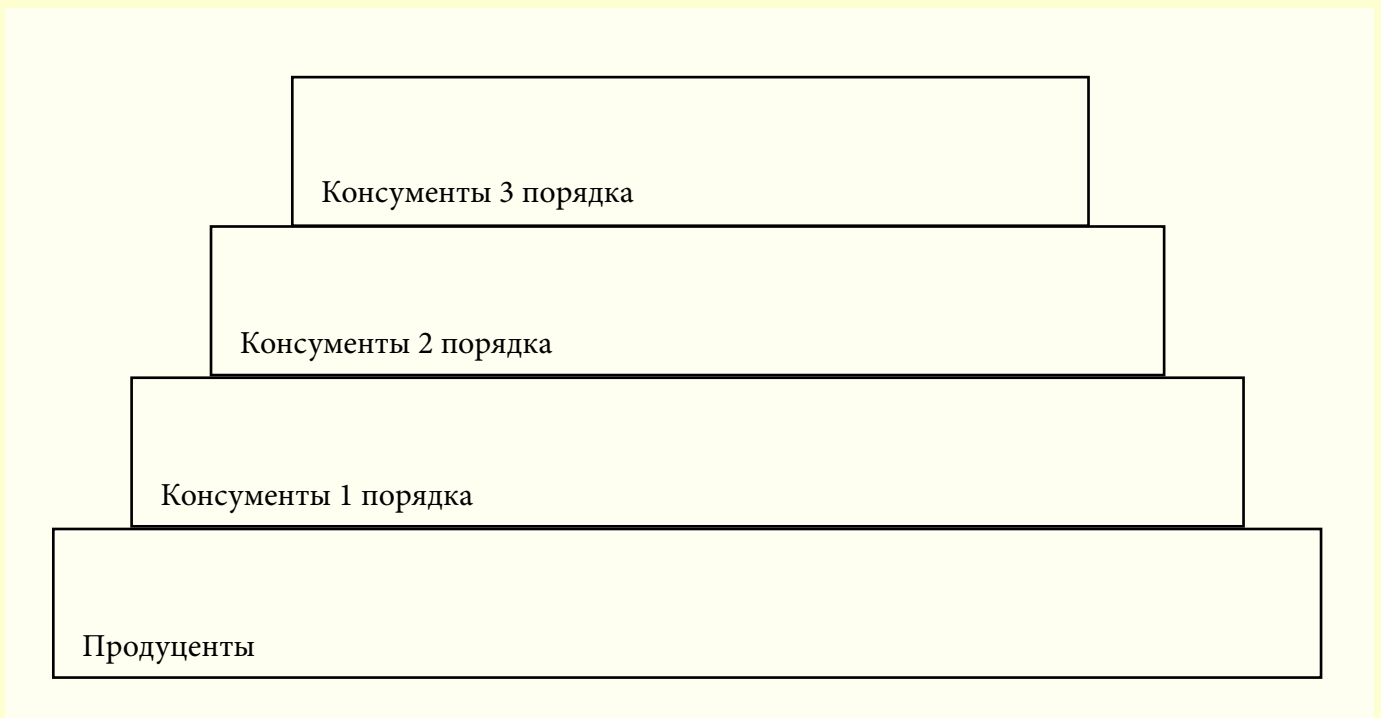 Консументы 3 порядка
Консументы 2 порядка
Консументы 1 порядка
Продуценты